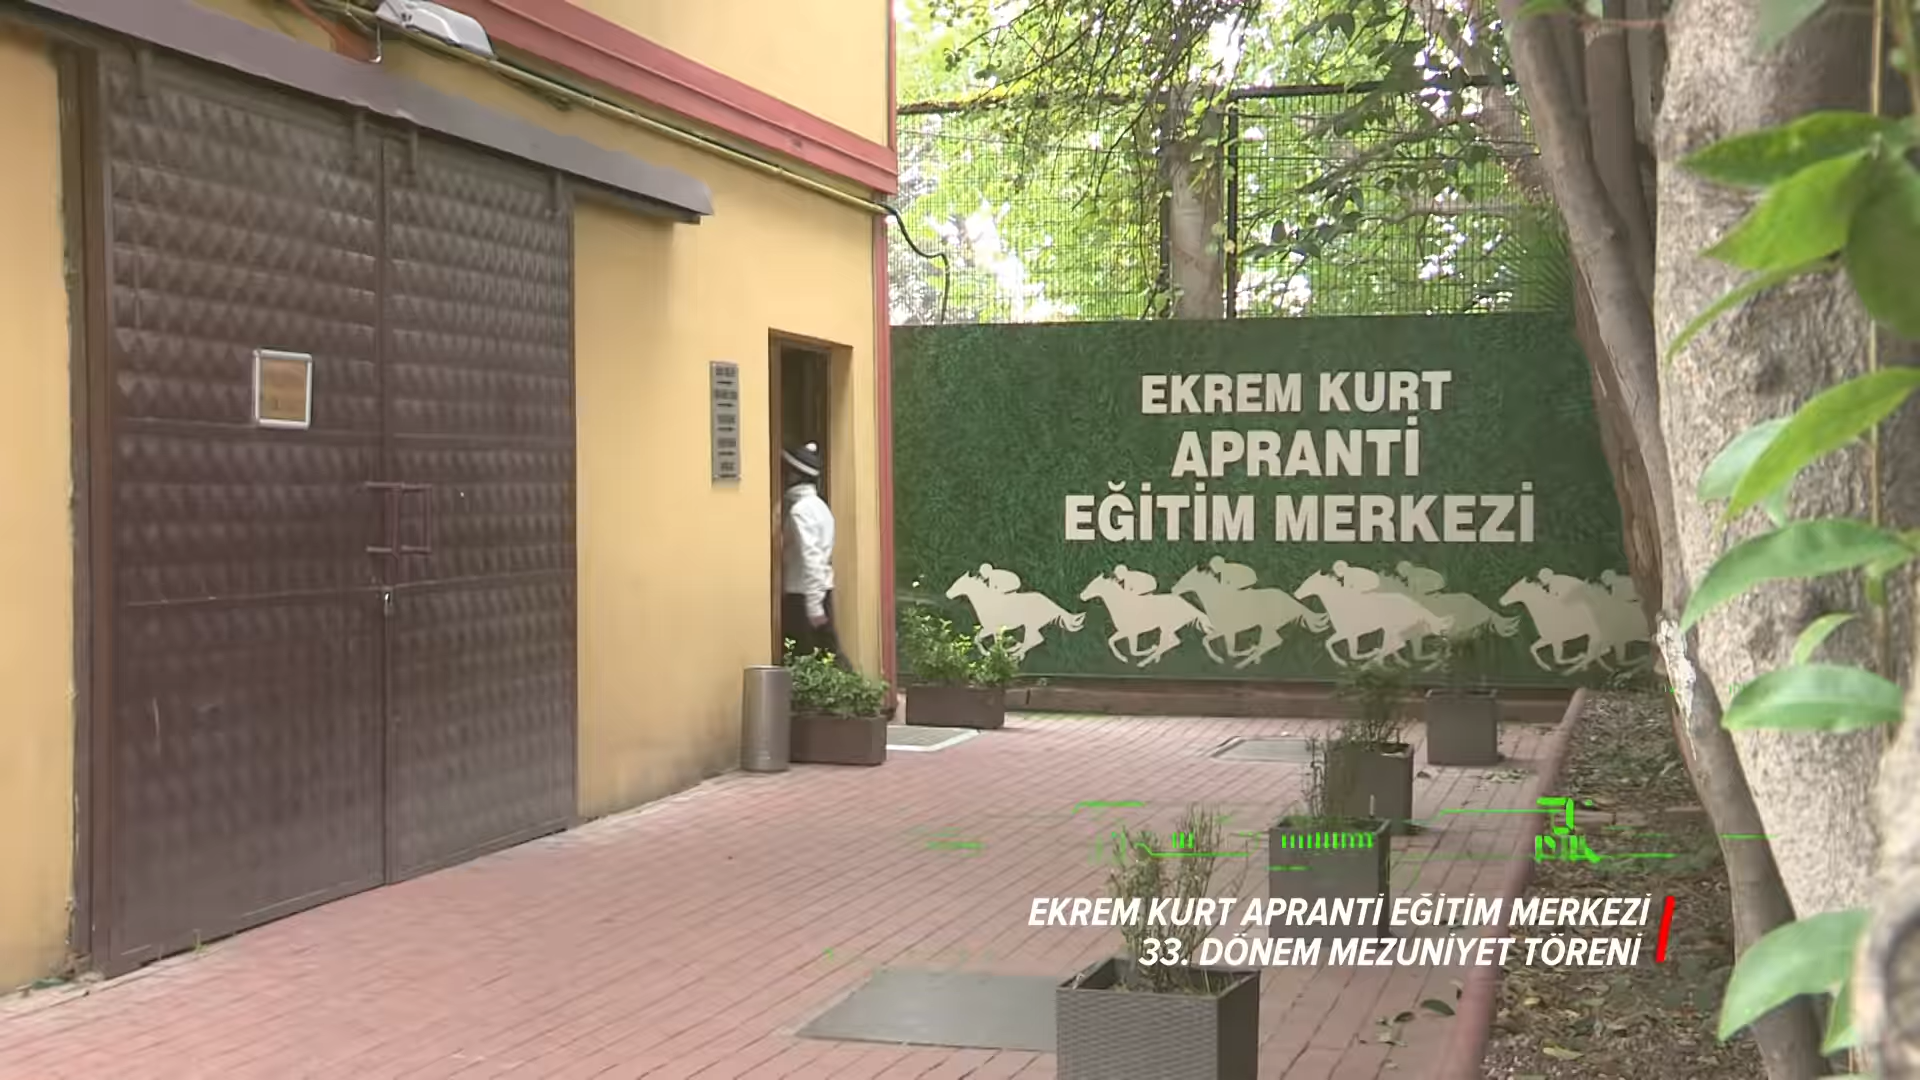 EKREM KURT
APRANTİ
EĞİTİM MERKEZİ
EKREM KURT APRANTİ EĞİTİM MERKEZİ
33. DÖNEM MEZUNİYET TÖRENİ